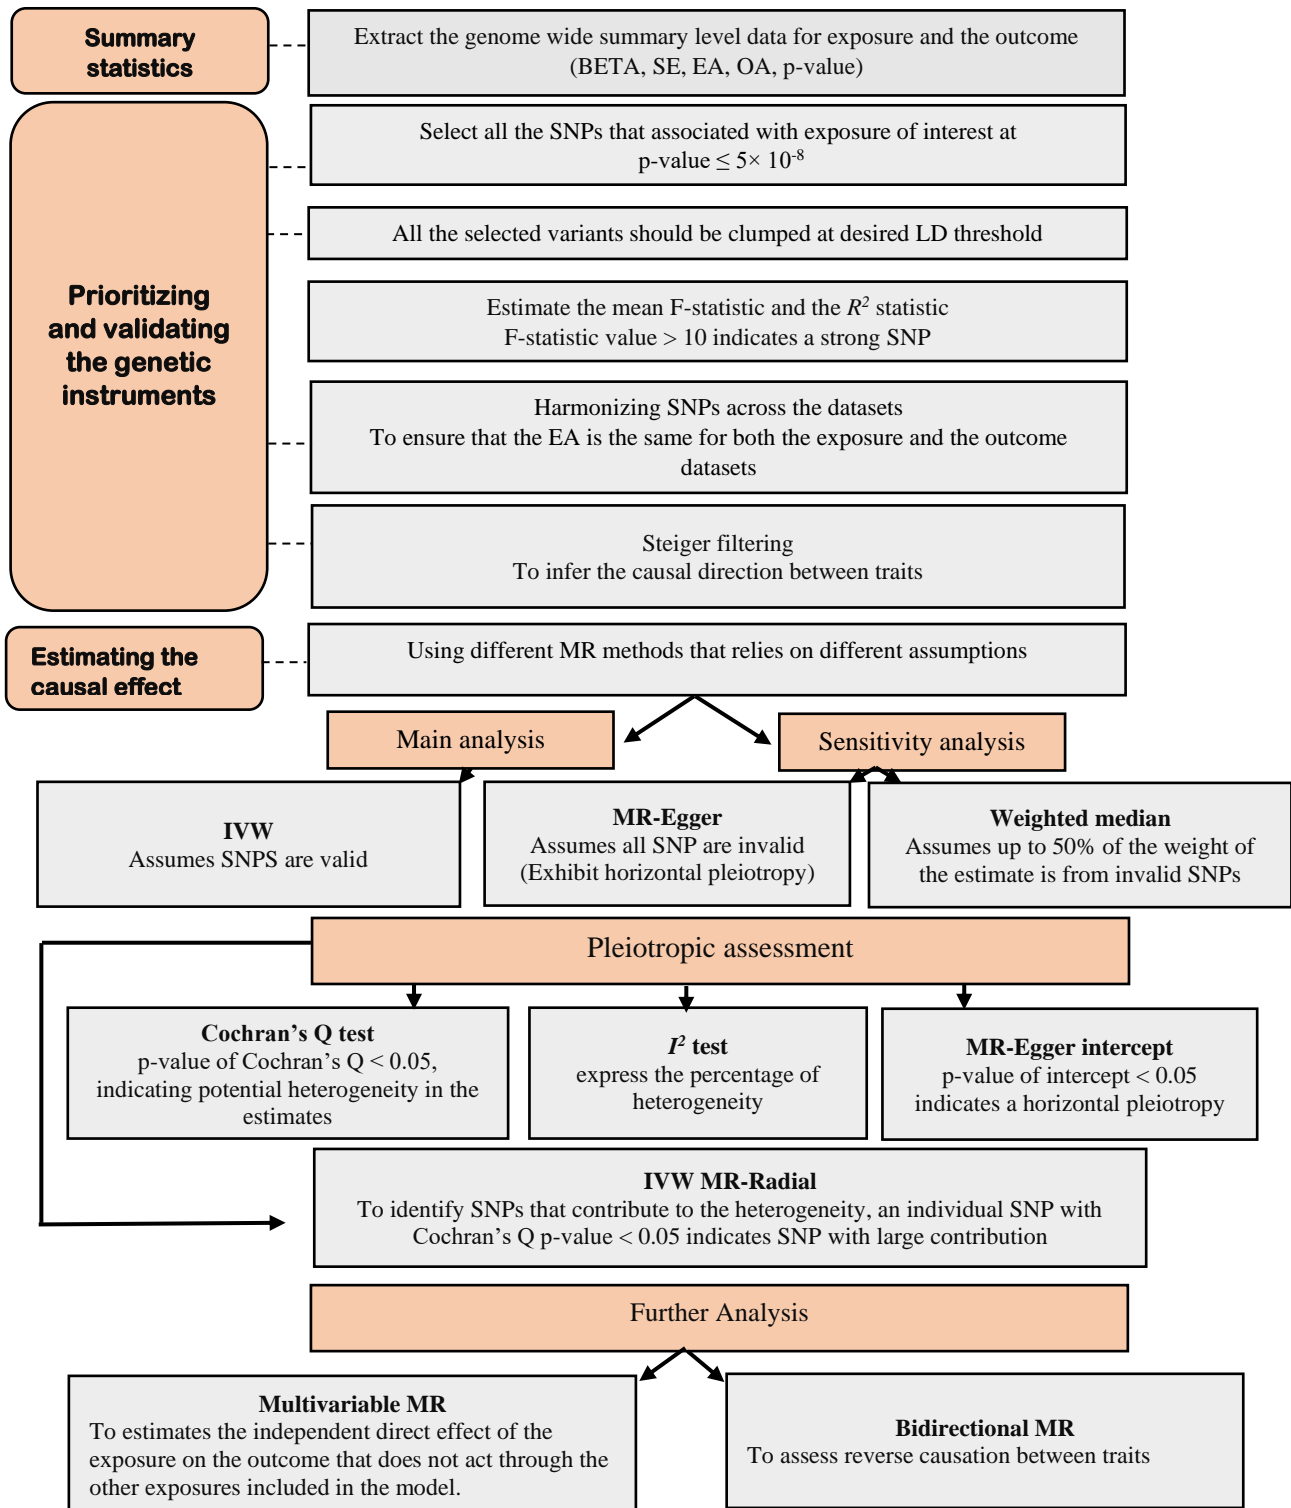 Summary
statistics
Extract the genome wide summary level data for exposure and the outcome
(BETA, SE, EA, OA, p-value)
Prioritizing
and validating
the genetic
instruments
Select all the SNPs that associated with exposure of interest at
p-value ≤ 5× 10⁻⁸
All the selected variants should be clumped at desired LD threshold
Estimate the mean F-statistic and the R² statistic
F-statistic value > 10 indicates a strong SNP
Harmonizing SNPs across the datasets
To ensure that the EA is the same for both the exposure and the outcome
datasets
Steiger filtering
To infer the causal direction between traits
Estimating the
causal effect
Using different MR methods that relies on different assumptions
Main analysis
Sensitivity analysis
IVW
Assumes SNPS are valid
MR-Egger
Assumes all SNP are invalid
(Exhibit horizontal pleiotropy)
Weighted median
Assumes up to 50% of the weight of
the estimate is from invalid SNPs
Pleiotropic assessment
Cochran’s Q test
p-value of Cochran’s Q < 0.05,
indicating potential heterogeneity in the
estimates
I² test
express the percentage of
heterogeneity
MR-Egger intercept
p-value of intercept < 0.05
indicates a horizontal pleiotropy
IVW MR-Radial
To identify SNPs that contribute to the heterogeneity, an individual SNP with
Cochran’s Q p-value < 0.05 indicates SNP with large contribution
Further Analysis
Multivariable MR
To estimates the independent direct effect of the
exposure on the outcome that does not act through the
other exposures included in the model.
Bidirectional MR
To assess reverse causation between traits